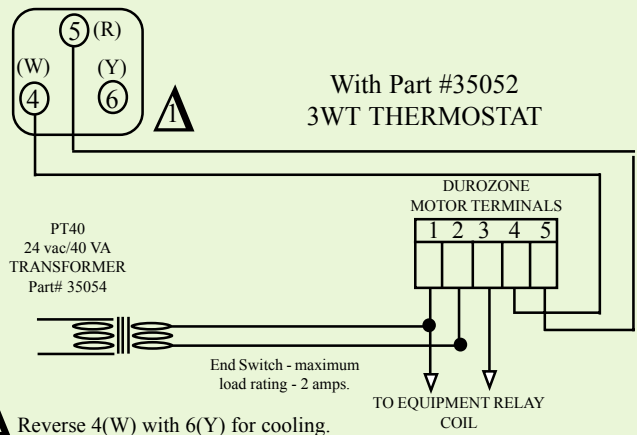 5 (R)
(W) (Y)
4 6
1
With Part #35052
3WT THERMOSTAT
DUROZONE
MOTOR TERMINALS
1 2 3 4 5
PT40
24 vac/40 VA
TRANSFORMER
Part# 35054
End Switch - maximum
load rating - 2 amps.
TO EQUIPMENT RELAY
COIL
Reverse 4(W) with 6(Y) for cooling.